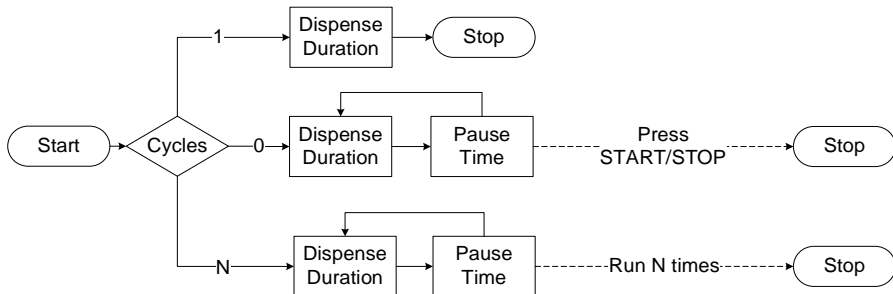 1
Dispense
Duration
Stop
Start
Cycles
0
Dispense
Duration
Pause
Time
Press
START/STOP
Stop
N
Dispense
Duration
Pause
Time
Run N times
Stop